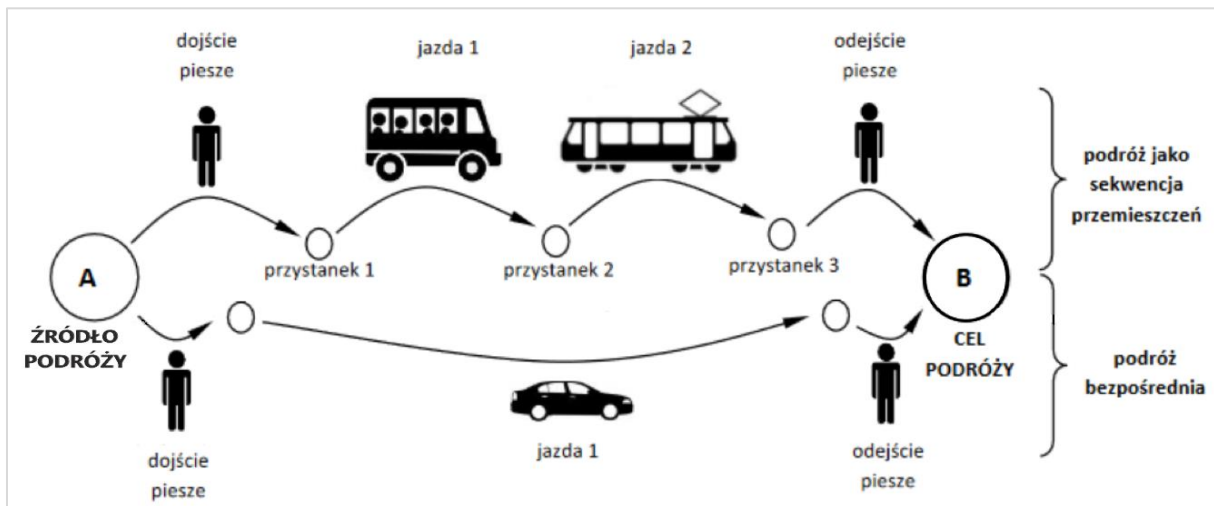 dojście
piesze
jazda 1
jazda 2
odejście
piesze
podróż jako
sekwencja
przemieszczeń
A
przystanek 1
przystanek 2
przystanek 3
B
ŹRÓDŁO
PODRÓŻY
CEL
PODRÓŻY
podróż
bezpośrednia
dojście
piesze
jazda 1
odejście
piesze